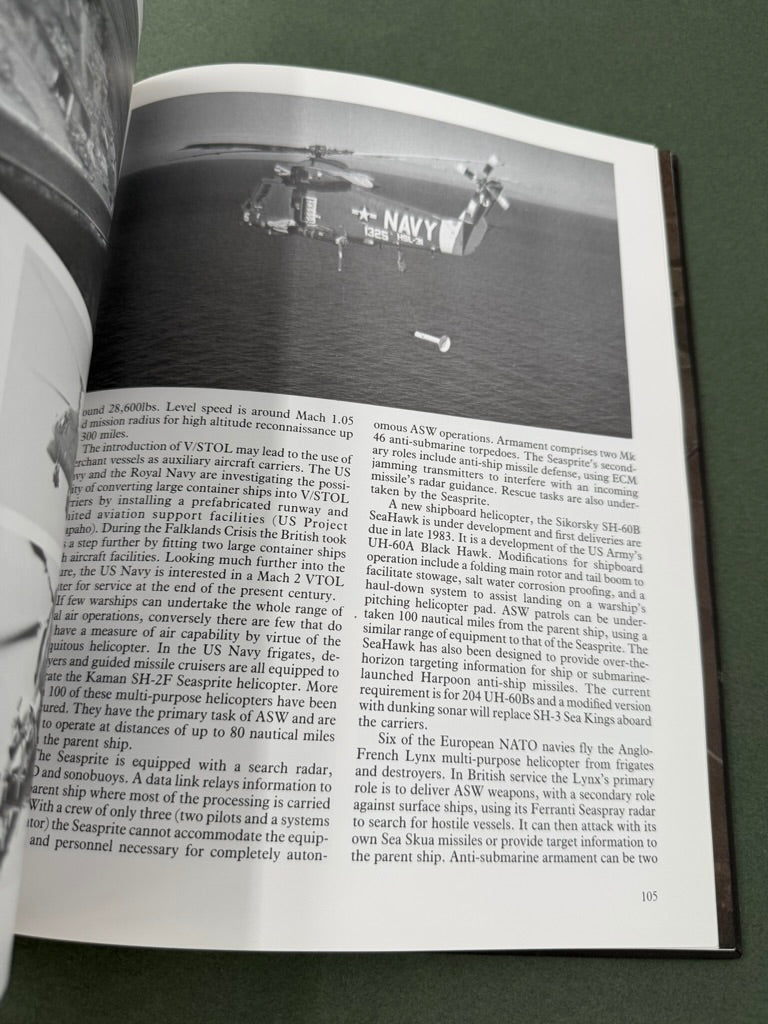 NAVY
1325 HSL-31
ound 28,600lbs. Level speed is around Mach 1.05
d mission radius for high altitude reconnaissance up
300 miles.
The introduction of V/STOL may lead to the use of
erchant vessels as auxiliary aircraft carriers. The US
vy and the Royal Navy are investigating the possi-
ity of converting large container ships into V/STOL
rriers by installing a prefabricated runway and
nited aviation support facilities (US Project
apaho). During the Falklands Crisis the British took
a step further by fitting two large container ships
h aircraft facilities. Looking much further into the
are, the US Navy is interested in a Mach 2 VTOL
ter for service at the end of the present century.
If few warships can undertake the whole range of
al air operations, conversely there are few that do
have a measure of air capability by virtue of the
quitous helicopter. In the US Navy frigates, de-
yers and guided missile cruisers are all equipped to
rate the Kaman SH-2F Seasprite helicopter. More
100 of these multi-purpose helicopters have been
ured. They have the primary task of ASW and are
to operate at distances of up to 80 nautical miles
the parent ship.
The Seasprite is equipped with a search radar,
D and sonobuoys. A data link relays information to
parent ship where most of the processing is carried
With a crew of only three (two pilots and a systems
ator) the Seasprite cannot accommodate the equip-
and personnel necessary for completely auton-
omous ASW operations. Armament comprises two Mk
46 anti-submarine torpedoes. The Seasprite's second-
ary roles include anti-ship missile defense, using ECM
jamming transmitters to interfere with an incoming
missile's radar guidance. Rescue tasks are also under-
taken by the Seasprite.
A new shipboard helicopter, the Sikorsky SH-60B
SeaHawk is under development and first deliveries are
due in late 1983. It is a development of the US Army's
UH-60A Black Hawk. Modifications for shipboard
operation include a folding main rotor and tail boom to
facilitate stowage, salt water corrosion proofing, and a
haul-down system to assist landing on a warship's
pitching helicopter pad. ASW patrols can be under-
taken 100 nautical miles from the parent ship, using a
similar range of equipment to that of the Seasprite. The
SeaHawk has also been designed to provide over-the-
horizon targeting information for ship or submarine-
launched Harpoon anti-ship missiles. The current
requirement is for 204 UH-60Bs and a modified version
with dunking sonar will replace SH-3 Sea Kings aboard
the carriers.
Six of the European NATO navies fly the Anglo-
French Lynx multi-purpose helicopter from frigates
and destroyers. In British service the Lynx's primary
role is to deliver ASW weapons, with a secondary role
against surface ships, using its Ferranti Seaspray radar
to search for hostile vessels. It can then attack with its
own Sea Skua missiles or provide target information to
the parent ship. Anti-submarine armament can be two
105